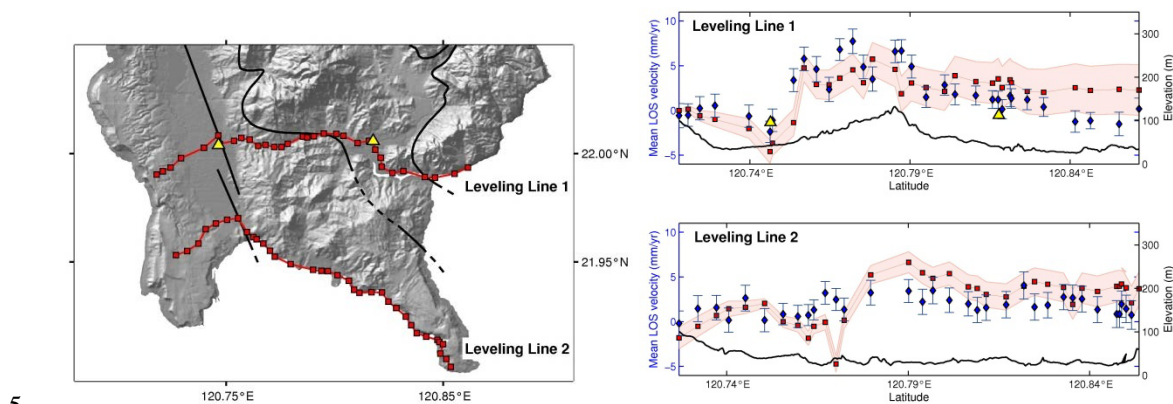 Leveling Line 1
Leveling Line 2
22.00°N
21.95°N
120.75°E
120.85°E
5
Leveling Line 1
Mean LOS velocity (mm/yr)
10
5
0
−5
300
200
100
0
Elevation (m)
120.74°E
120.79°E
120.84°E
Latitude
Leveling Line 2
Mean LOS velocity (mm/yr)
10
5
0
−5
300
200
100
0
Elevation (m)
120.74°E
120.79°E
120.84°E
Latitude